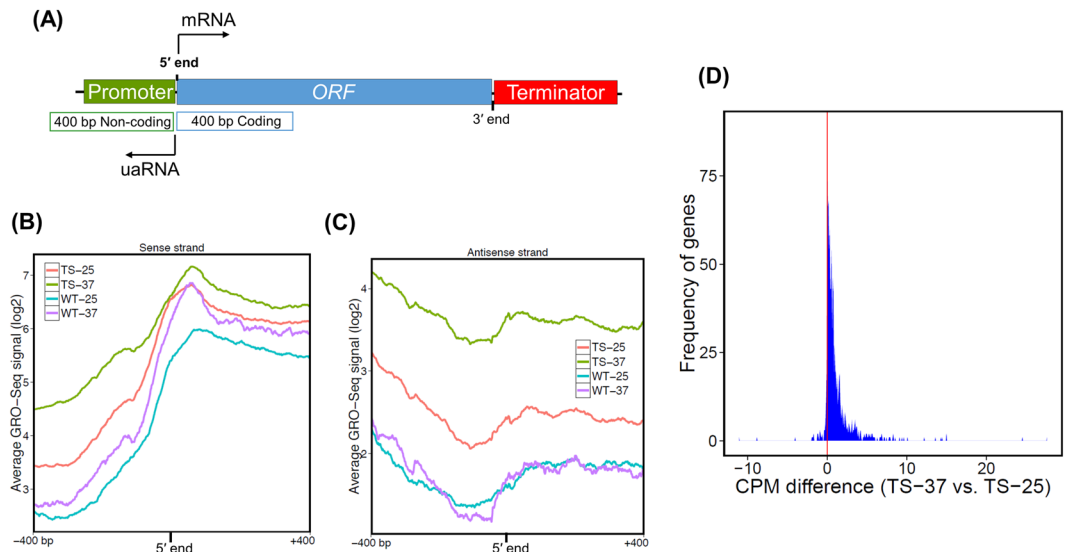 (A)
mRNA
5′ end
Promoter
ORF
Terminator
400 bp Non-coding
400 bp Coding
3′ end
uaRNA
(B)
Sense strand
TS−25
TS−37
WT−25
WT−37
7
6
5
4
3
Average GRO−Seq signal (log2)
−400 bp
5′ end
+400
(C)
Antisense strand
4
3
2
Average GRO−Seq signal (log2)
TS−25
TS−37
WT−25
WT−37
−400 bp
5′ end
+400
(D)
75
50
25
0
Frequency of genes
−10
0
10
20
CPM difference (TS−37 vs. TS−25)